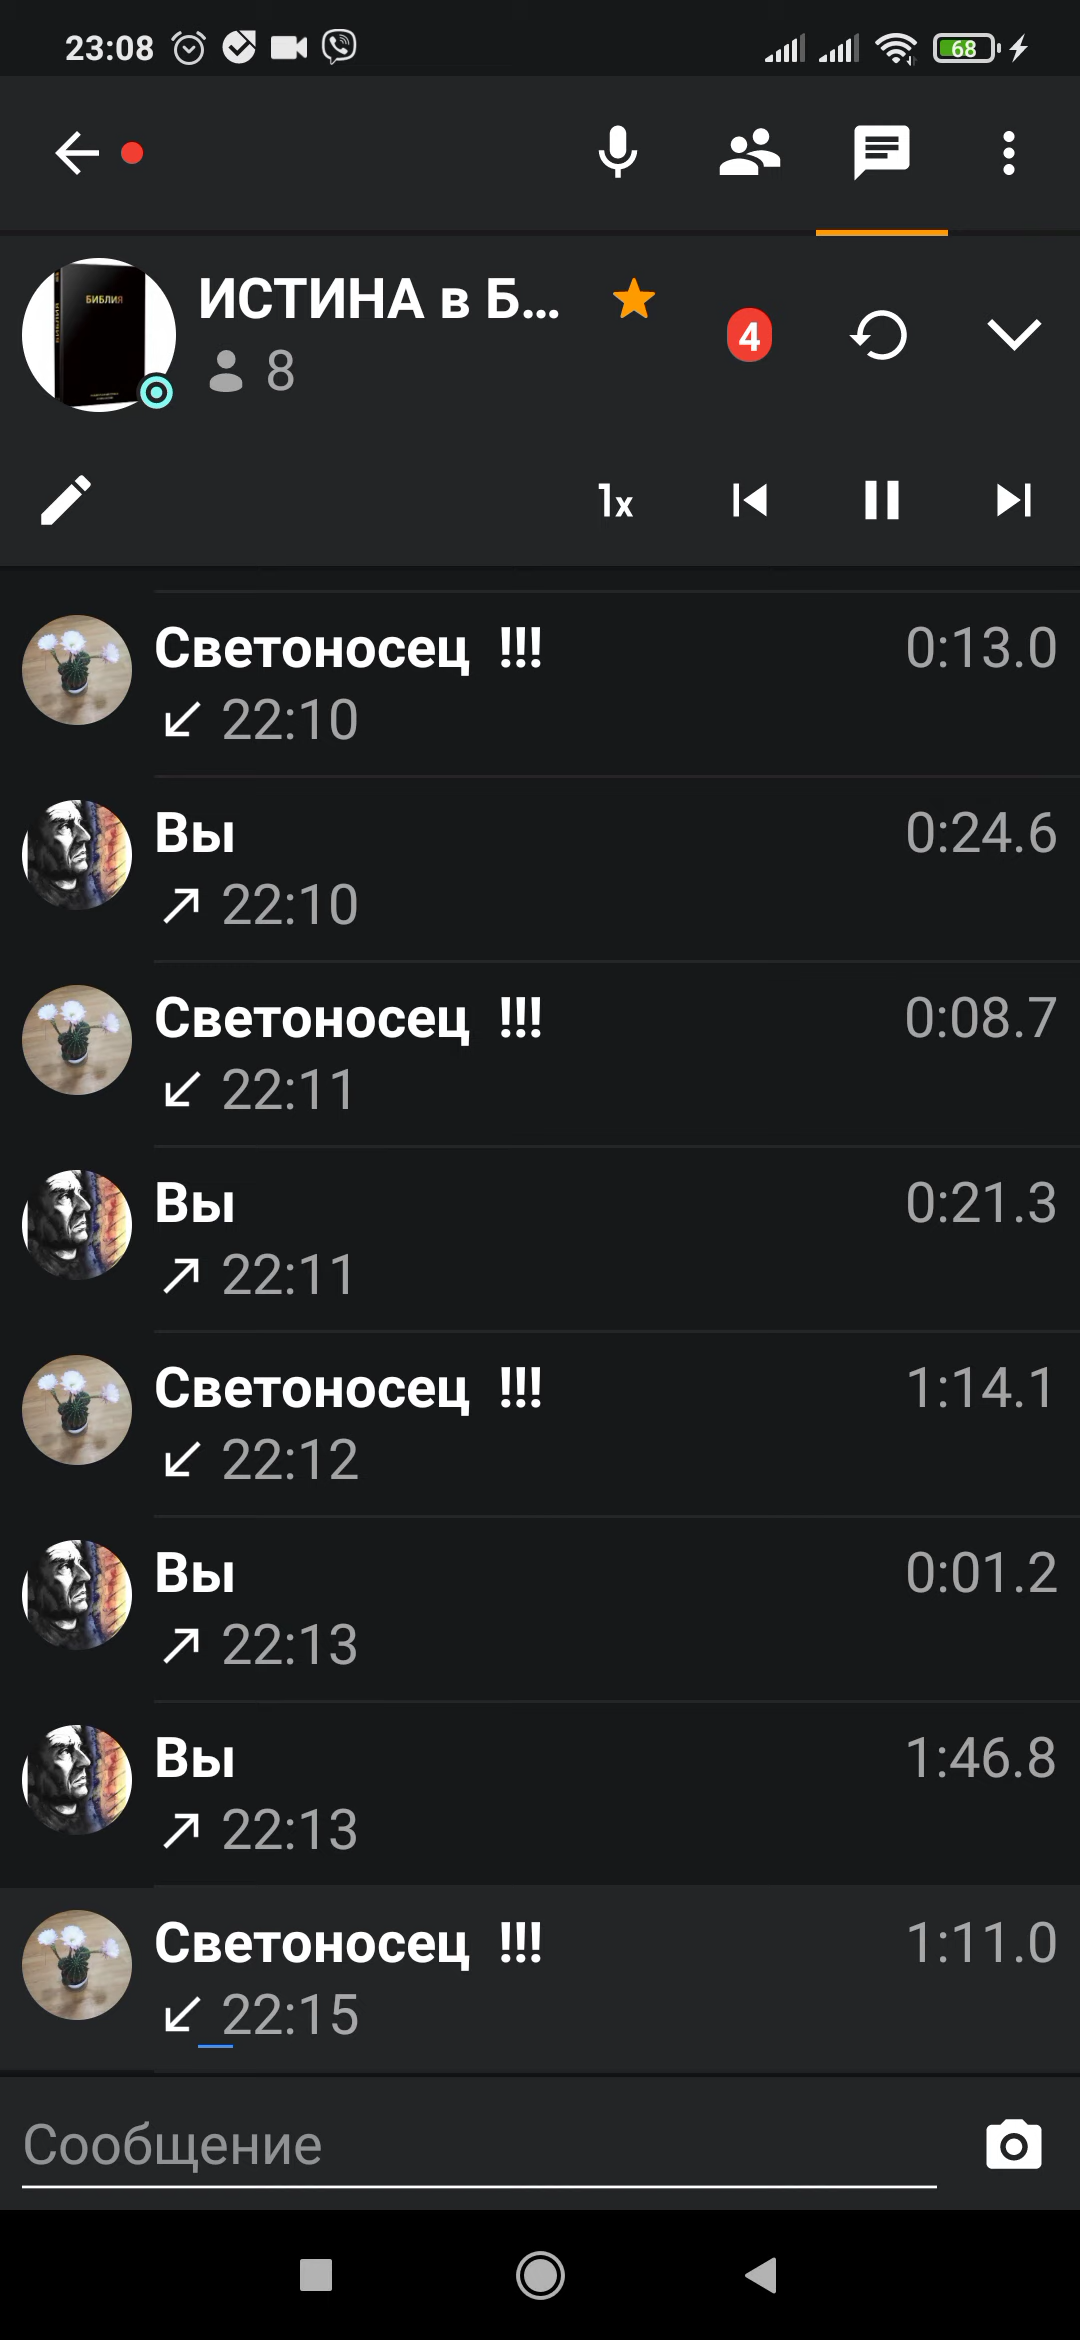 23:08
68
ИСТИНА в Б...
8
4
БИБЛИЯ
1x
Светоносец !!!
0:13.0
22:10
Вы
0:24.6
22:10
Светоносец !!!
0:08.7
22:11
Вы
0:21.3
22:11
Светоносец !!!
1:14.1
22:12
Вы
0:01.2
22:13
Вы
1:46.8
22:13
Светоносец !!!
1:11.0
22:15
Сообщение